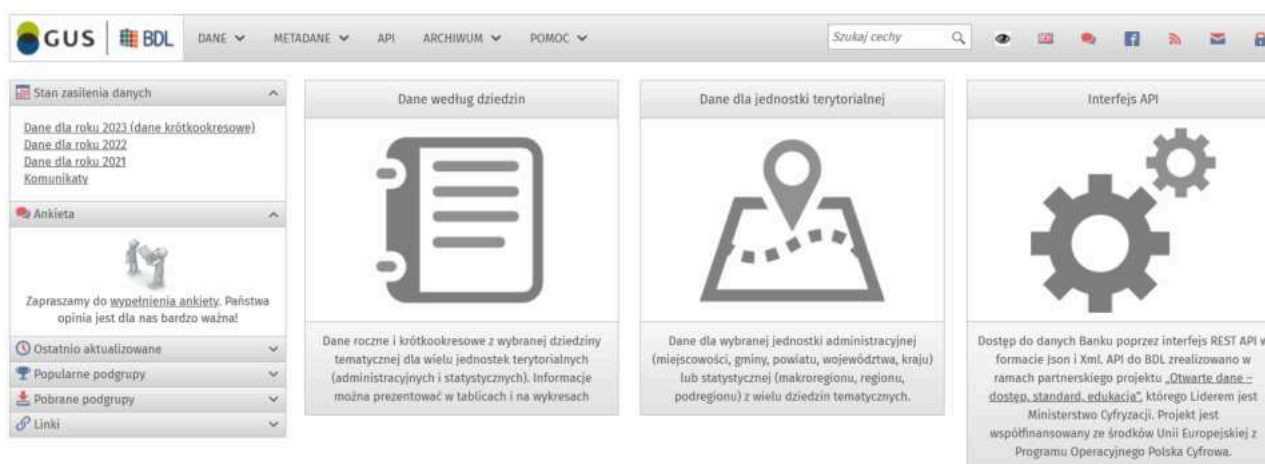 GUS BDL DANE METADANE API ARCHIWUM POMOC Szukaj cechy
Stan zasilenia danych
Dane dla roku 2023 (dane krótkookresowe)
Dane dla roku 2022
Dane dla roku 2021
Komunikaty
Ankieta
Zapraszamy do wypełnienia ankiety. Państwa
opinia jest dla nas bardzo ważna!
Ostatnio aktualizowane
Popularne podgrupy
Pobrane podgrupy
Linki
Dane według dziedzin
Dane roczne i krótkookresowe z wybranej dziedziny
tematycznej dla wielu jednostek terytorialnych
(administracyjnych i statystycznych). Informacje
można prezentować w tablicach i na wykresach
Dane dla jednostki terytorialnej
Dane dla wybranej jednostki administracyjnej
(miejscowości, gminy, powiatu, województwa, kraju)
lub statystycznej (makroregionu, regionu,
podregionu) z wielu dziedzin tematycznych.
Interfejs API
Dostęp do danych Banku poprzez interfejs REST API w
formacie Json i Xml. API do BDL zrealizowano w
ramach partnerskiego projektu „Otwarte dane –
dostęp, standard, edukacja”, którego Liderem jest
Ministerstwo Cyfryzacji. Projekt jest
współfinansowany ze środków Unii Europejskiej z
Programu Operacyjnego Polska Cyfrowa.